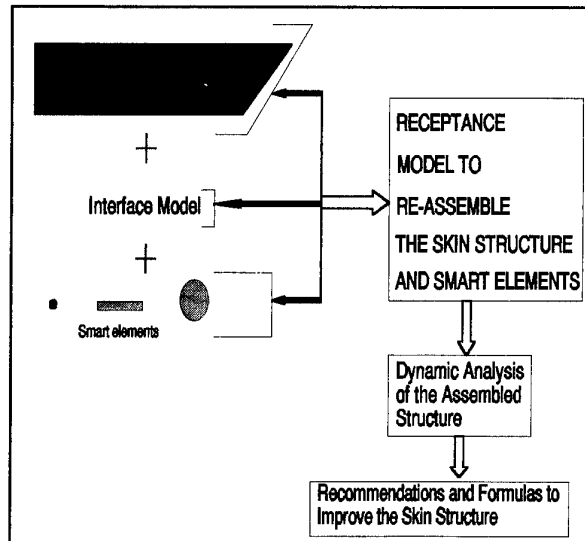 +
Interface Model
+
Smart elements
RECEPTANCE
MODEL TO
RE-ASSEMBLE
THE SKIN STRUCTURE
AND SMART ELEMENTS
Dynamic Analysis
of the Assembled
Structure
Recommendations and Formulas to
Improve the Skin Structure